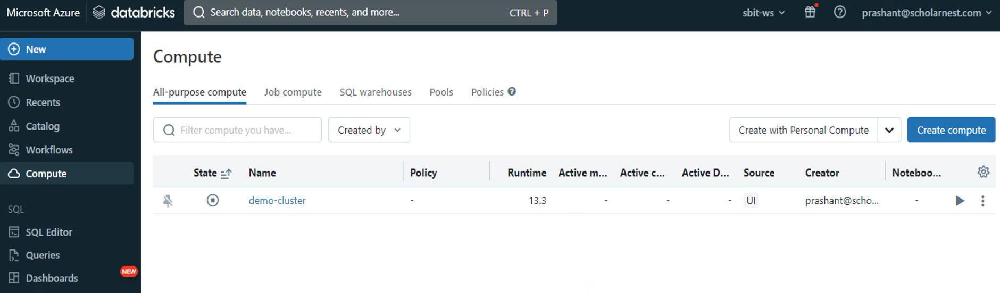 Microsoft Azure databricks Search data, notebooks, recents, and more... CTRL + P sbit-ws prashant@scholarnest.com
New
Workspace
Recents
Catalog
Workflows
Compute
SQL
SQL Editor
Queries
Dashboards NEW
Compute
All-purpose compute Job compute SQL warehouses Pools Policies ?
Filter compute you have... Created by Create with Personal Compute Create compute
State Name Policy Runtime Active m... Active c... Active D... Source Creator Noteboo...
demo-cluster - 13.3 - - - UI prashant@scho... -